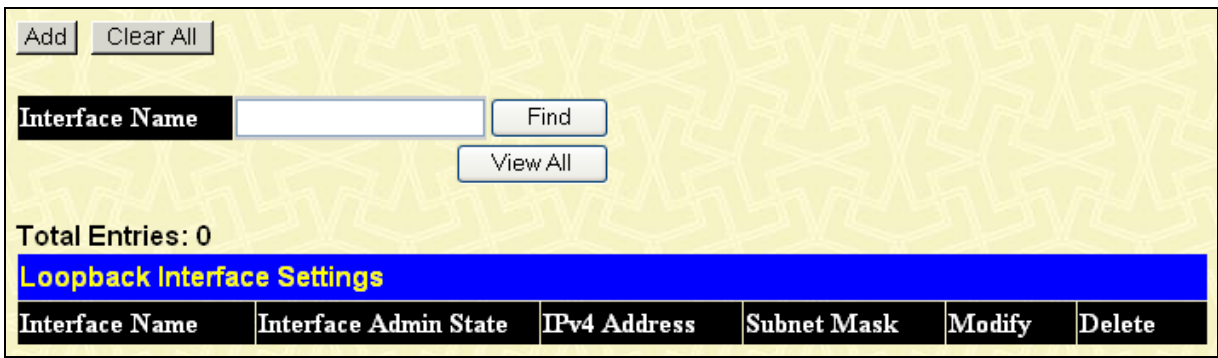 Add Clear All
Interface Name Find
View All
Total Entries: 0
Loopback Interface Settings
Interface Name Interface Admin State IPv4 Address Subnet Mask Modify Delete